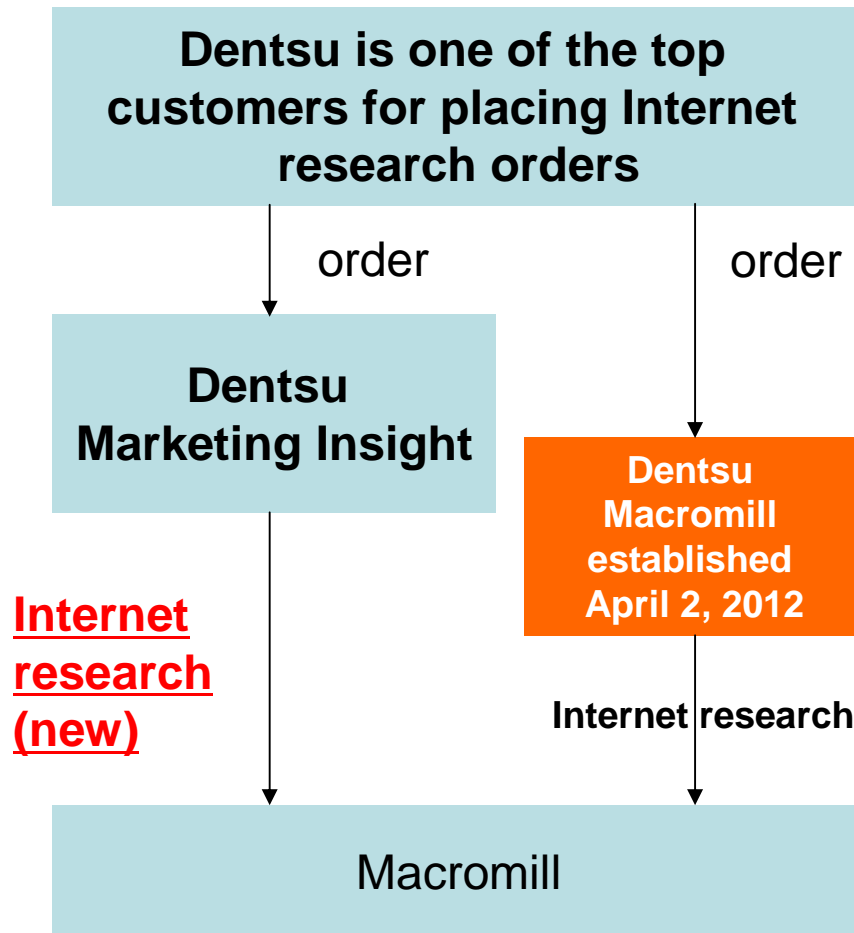 Dentsu is one of the top
customers for placing Internet
research orders
order
order
Dentsu
Marketing Insight
Dentsu
Macromill
established
April 2, 2012
Internet
research
(new)
Internet research
Macromill